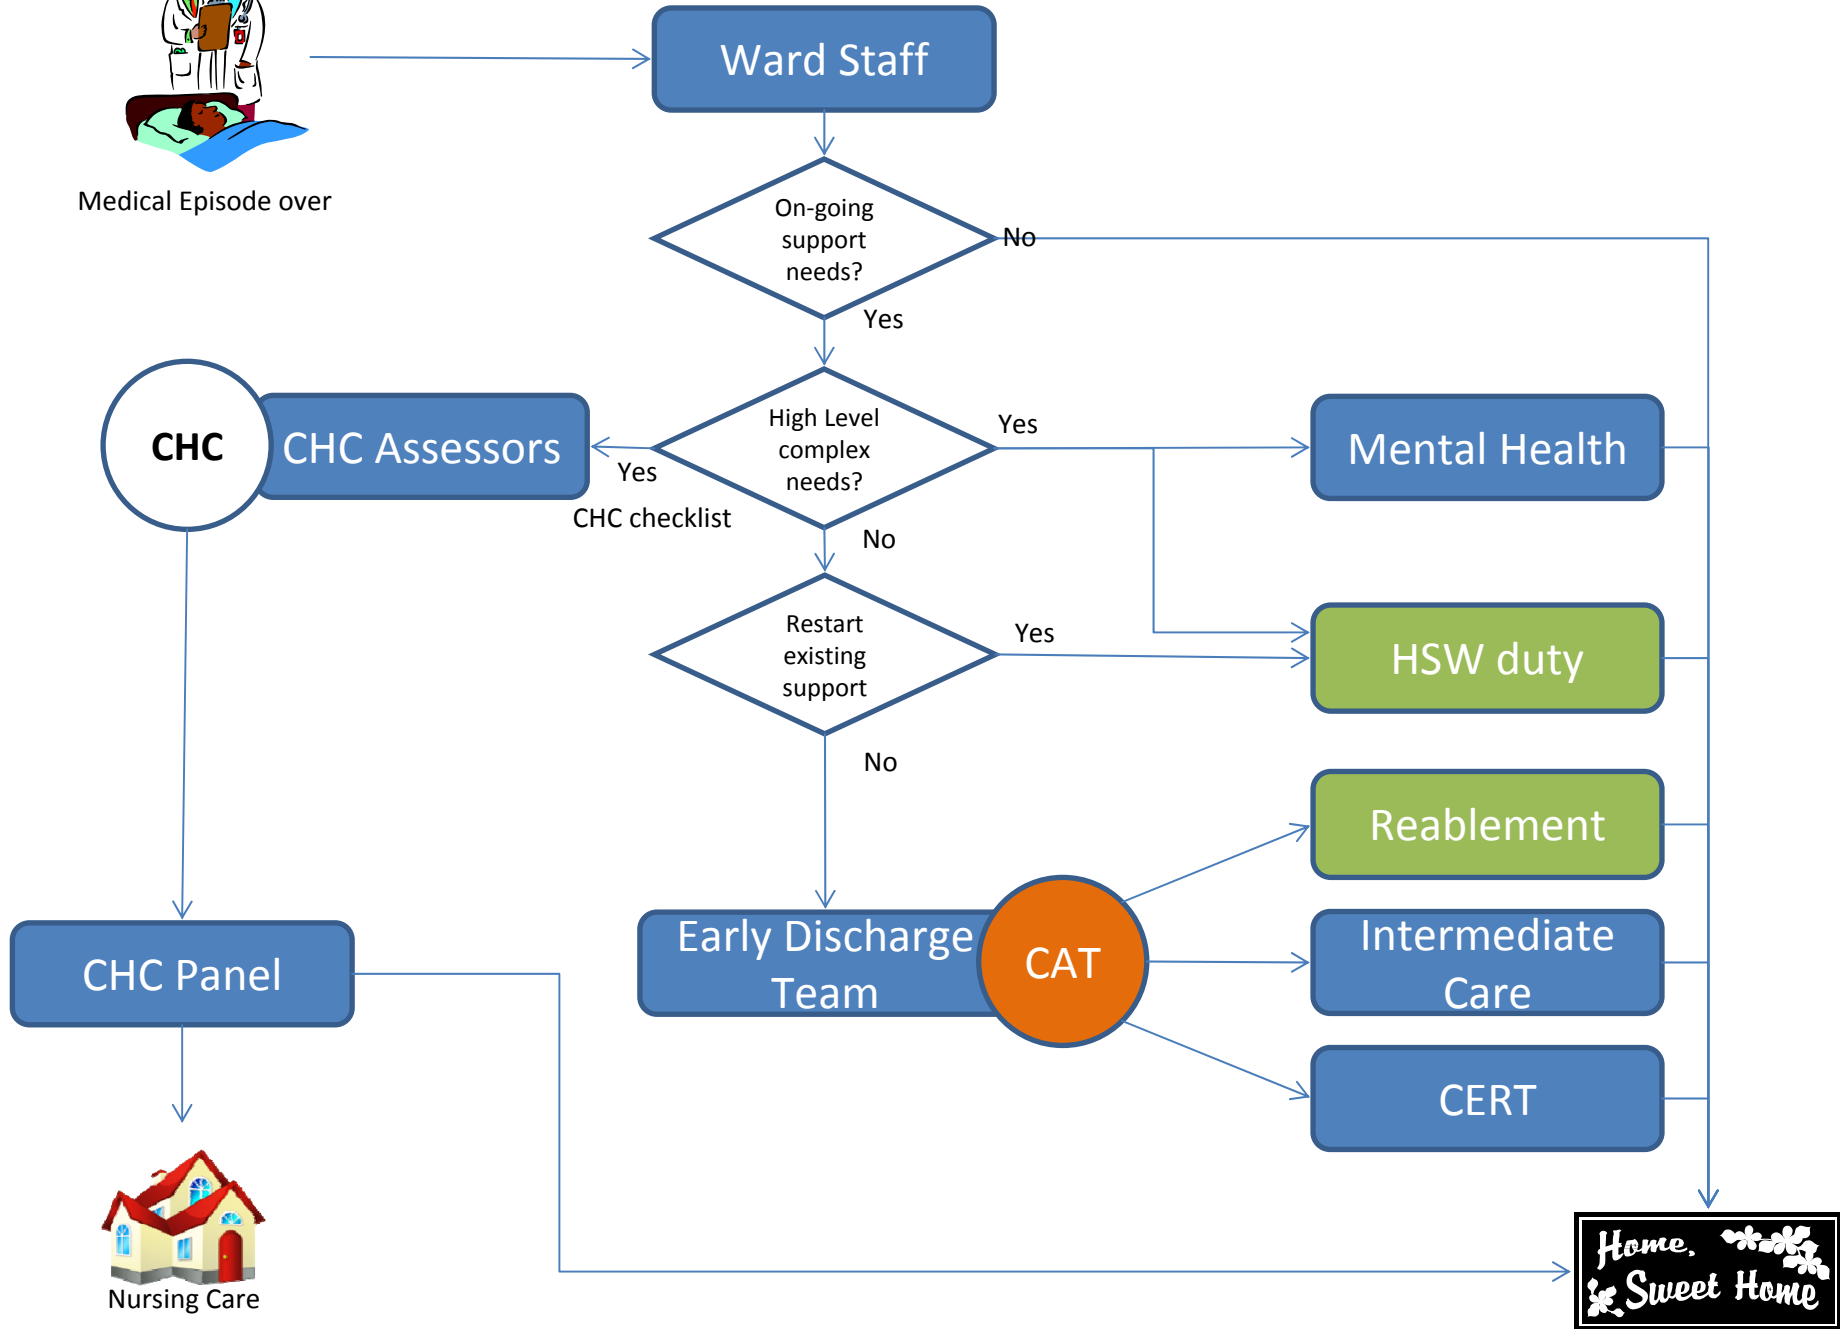 Ward Staff
Medical Episode over
On-going
support
needs?
No
Yes
CHC
CHC Assessors
High Level
complex
needs?
Yes
Mental Health
Yes
CHC checklist
No
Restart
existing
support
Yes
HSW duty
No
Reablement
Early Discharge
Team
CAT
Intermediate
Care
CHC Panel
CERT
Nursing Care
Home,
Sweet Home